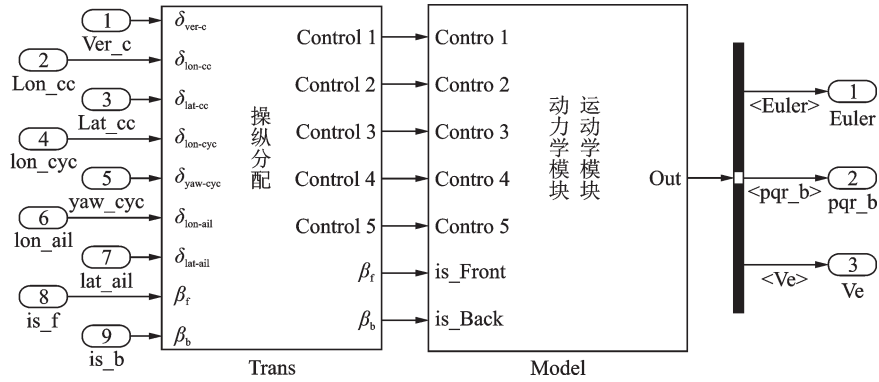 1
Ver_c
2
Lon_cc
3
Lat_cc
4
lon_cyc
5
yaw_cyc
6
lon_ail
7
lat_ail
8
is_f
9
is_b
δver-c
δlon-cc
δlat-cc
δlon-cyc
δyaw-cyc
δlon-ail
δlat-ail
βf
βb
操纵分配
Control 1
Control 2
Control 3
Control 4
Control 5
βf
βb
Trans
Contro 1
Contro 2
Contro 3
Contro 4
Contro 5
is_Front
is_Back
运动学模块
动力学模块
Out
Model
<Euler>
<pqr_b>
<Ve>
1
Euler
2
pqr_b
3
Ve